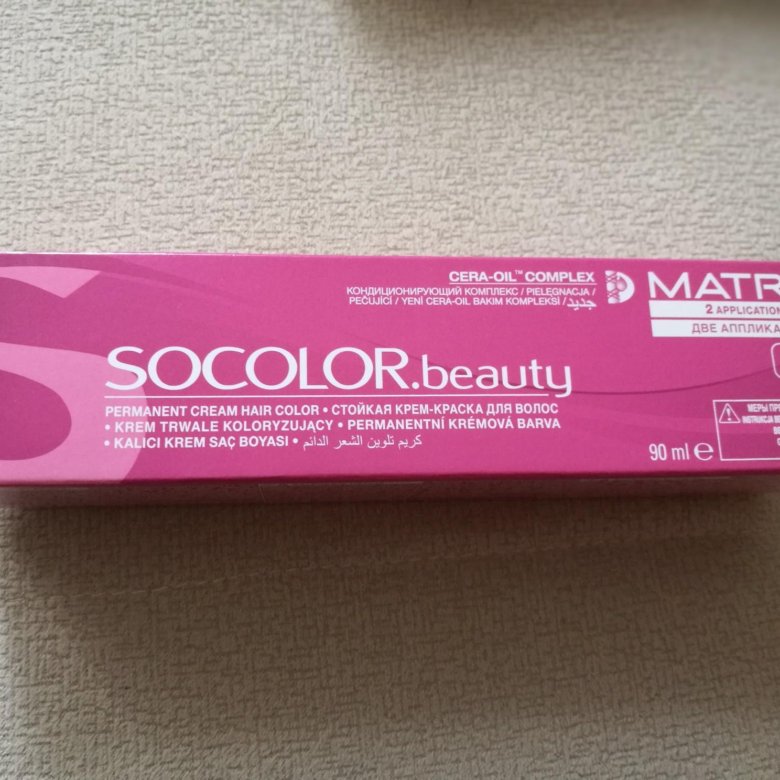 CERA-OIL™ COMPLEX
КОНДИЦИОНИРУЮЩИЙ КОМПЛЕКС / PIELEGNACJA /
PEČUJÍCÍ / YENİ CERA-OIL BAKIM KOMPLEKSİ / جديد
MATR
2 APPLICATION
ДВЕ АППЛИКА
SOCOLOR.beauty
PERMANENT CREAM HAIR COLOR • СТОЙКАЯ КРЕМ-КРАСКА ДЛЯ ВОЛОС
• KREM TRWALE KOLORYZUJĄCY • PERMANENTNÍ KRÉMOVÁ BARVA
• KALICI KREM SAÇ BOYASI • كريم تلوين الشعر الدائم
90 ml e
МЕРЫ ПРЕ
INSTRUKCJA